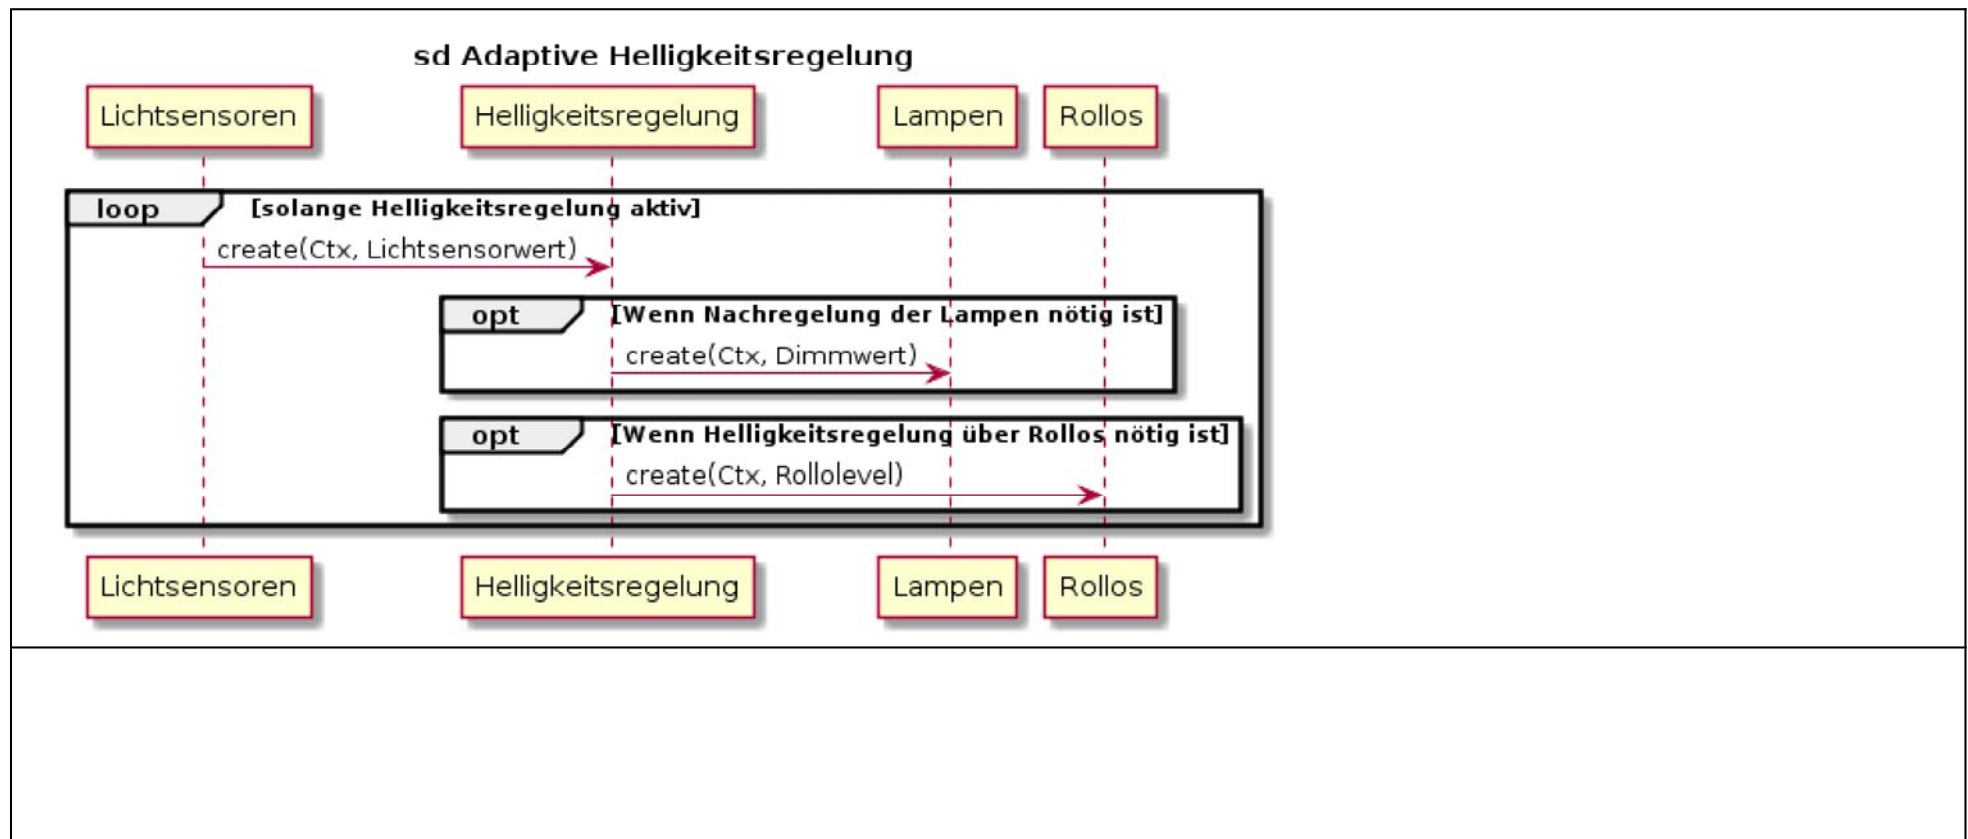 sd Adaptive Helligkeitsregelung
Lichtsensoren
Helligkeitsregelung
Lampen
Rollos
loop
[solange Helligkeitsregelung aktiv]
create(Ctx, Lichtsensorwert)
opt
[Wenn Nachregelung der Lampen nötig ist]
create(Ctx, Dimmwert)
opt
[Wenn Helligkeitsregelung über Rollos nötig ist]
create(Ctx, Rollolevel)
Lichtsensoren
Helligkeitsregelung
Lampen
Rollos